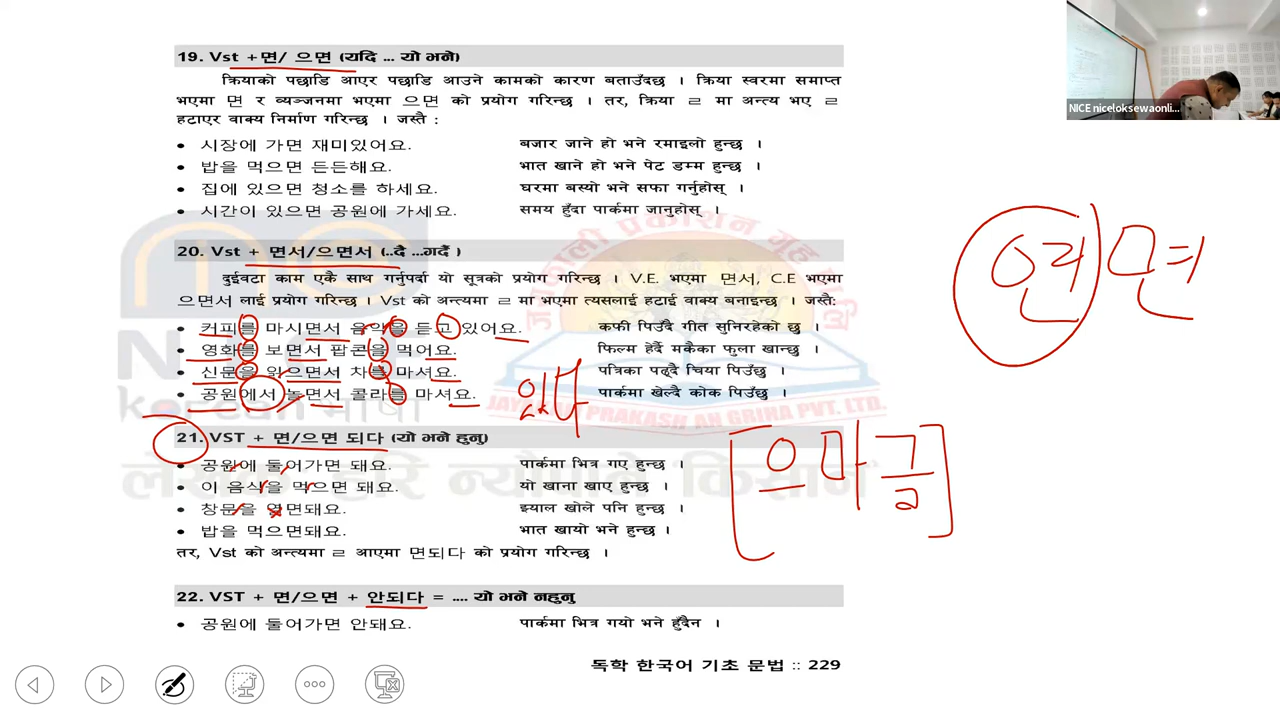 19. Vst +면/ 으면 (यदि ... यो भने)
क्रियाको पछाडि आएर पछाडि आउने कामको कारण बताउँदछ । क्रिया स्वरमा समाप्त
भएमा 면 र व्यञ्जनमा भएमा 으면 को प्रयोग गरिन्छ । तर, क्रिया ㄹ मा अन्त्य भए ㄹ
हटाएर वाक्य निर्माण गरिन्छ । जस्तै :
• 시장에 가면 재미있어요. बजार जाने हो भने रमाइलो हुन्छ ।
• 밥을 먹으면 든든해요. भात खाने हो भने पेट डम्म हुन्छ ।
• 집에 있으면 청소를 하세요. घरमा बस्यो भने सफा गर्नुहोस् ।
• 시간이 있으면 공원에 가세요. समय हुँदा पार्कमा जानुहोस् ।
20. Vst + 면서/으면서 (..दै ...गर्दै )
दुईवटा काम एकै साथ गर्नुपर्दा यो सूत्रको प्रयोग गरिन्छ । V.E. भएमा 면서, C.E भएमा
으면서 लाई प्रयोग गरिन्छ । Vst को अन्त्यमा ㄹ मा भएमा त्यसलाई हटाई वाक्य बनाइन्छ । जस्तै:
• 커피를 마시면서 음악을 듣고 있어요. कफी पिउँदै गीत सुनिरहेको छु ।
• 영화를 보면서 팝콘을 먹어요. फिल्म हेर्दै मकैका फुला खान्छु ।
• 신문을 읽으면서 차를 마셔요. पत्रिका पढ्दै चिया पिउँछु ।
• 공원에서 놀면서 콜라를 마셔요. पार्कमा खेल्दै कोक पिउँछु ।
21. VST + 면/으면 되다 (यो भने हुनु)
• 공원에 둘어가면 돼요. पार्कमा भित्र गए हुन्छ ।
• 이 음식을 먹으면 돼요. यो खाना खाए हुन्छ ।
• 창문을 열면돼요. झ्याल खोले पनि हुन्छ ।
• 밥을 먹으면돼요. भात खायो भने हुन्छ ।
तर, Vst को अन्त्यमा ㄹ आएमा 면되다 को प्रयोग गरिन्छ ।
22. VST + 면/으면 + 안되다 = .... यो भने नहुनु
• 공원에 둘어가면 안돼요. पार्कमा भित्र गयो भने हुँदैन ।
독학 한국어 기초 문법 :: 229
NICE niceloksewaonli...